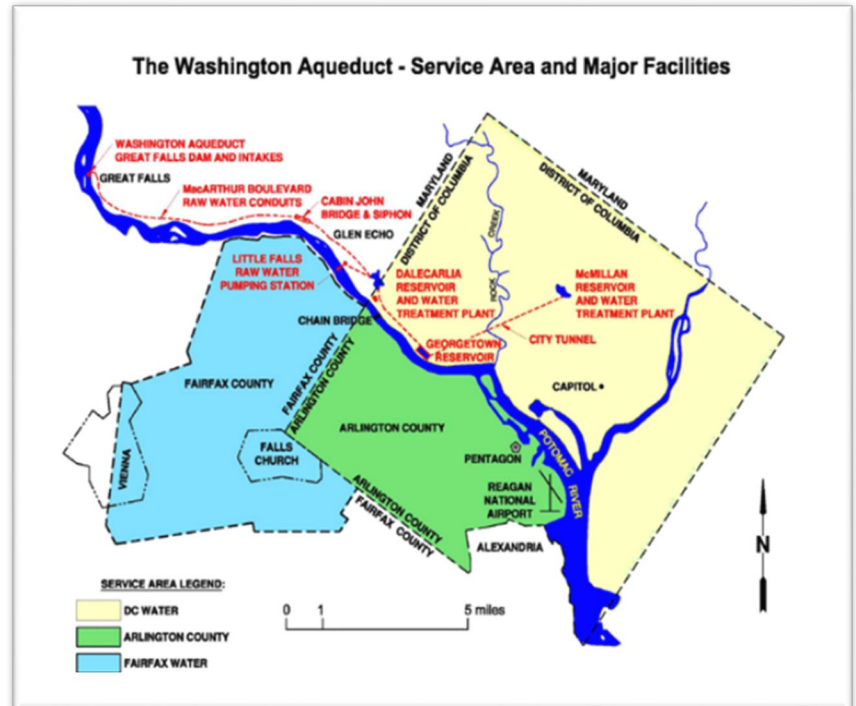 The Washington Aqueduct - Service Area and Major Facilities
WASHINGTON AQUEDUCT
GREAT FALLS DAM AND INTAKES
GREAT FALLS
MacARTHUR BOULEVARD
RAW WATER CONDUITS
CABIN JOHN
BRIDGE & SIPHON
GLEN ECHO
MARYLAND
DISTRICT OF COLUMBIA
MARYLAND
DISTRICT OF COLUMBIA
LITTLE FALLS
RAW WATER
PUMPING STATION
DALECARLIA
RESERVOIR
AND WATER
TREATMENT PLANT
ROCK CREEK
McMILLAN
RESERVOIR
AND WATER
TREATMENT PLANT
CHAIN BRIDGE
GEORGETOWN
RESERVOIR
CITY TUNNEL
FAIRFAX COUNTY
FAIRFAX COUNTY
ARLINGTON COUNTY
CAPITOL
ARLINGTON COUNTY
FALLS
CHURCH
VIENNA
PENTAGON
POTOMAC RIVER
REAGAN
NATIONAL
AIRPORT
ARLINGTON COUNTY
FAIRFAX COUNTY
ALEXANDRIA
N
SERVICE AREA LEGEND:
DC WATER
ARLINGTON COUNTY
FAIRFAX WATER
0 1 5 miles